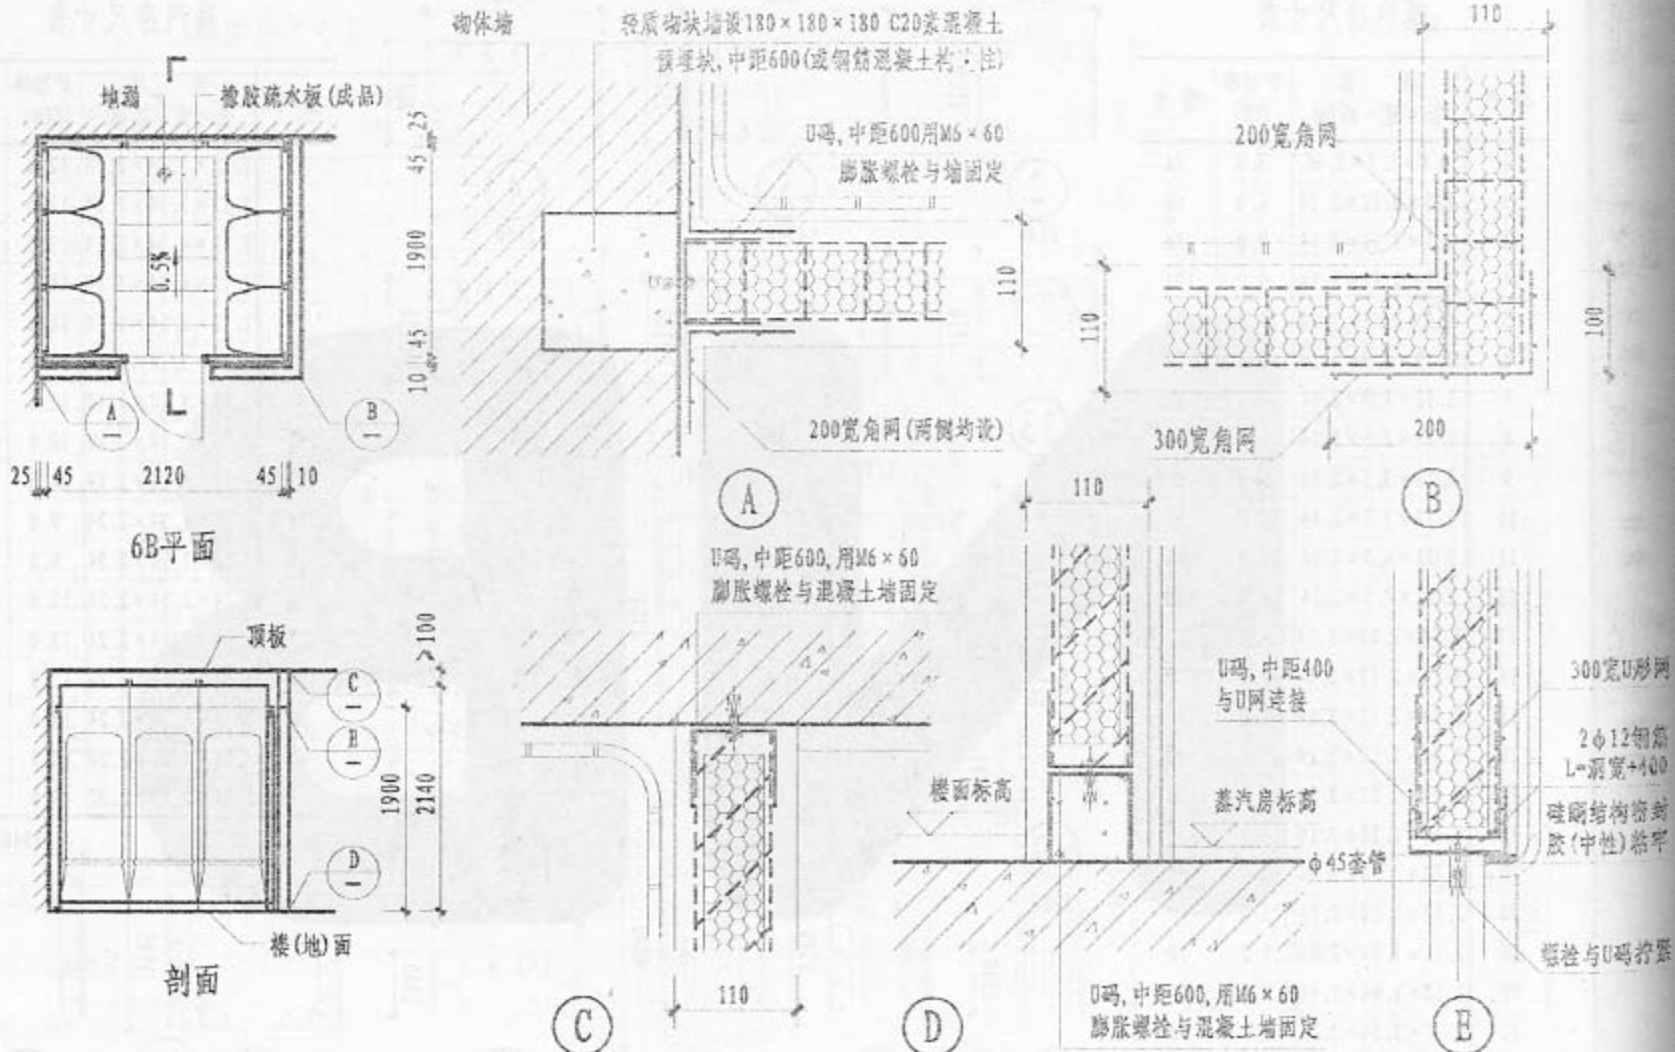 砌体墙
轻质砌块墙设180×180×180 C20素混凝土
预埋块,中距600(或钢筋混凝土构造柱)
110
地漏
橡胶疏水板(成品)
U码,中距600用M6×60
膨胀螺栓与墙固定
200宽角网
25
45
1900
45
10
0.5%
110
110
100
A
B
200宽角网(两侧均设)
300宽角网
200
25
45
2120
45
10
6B平面
A
B
110
U码,中距600,用M6×60
膨胀螺栓与混凝土墙固定
顶板
>100
C
E
D
1900
2140
楼(地)面
剖面
U码,中距400
与U网连接
300宽U形网
2ϕ12钢筋
L=洞宽+400
硅酮结构密封
胶(中性)粘牢
楼面标高
蒸汽房标高
ϕ45套管
螺栓与U码拧紧
110
U码,中距600,用M6×60
膨胀螺栓与混凝土墙固定
C
D
E